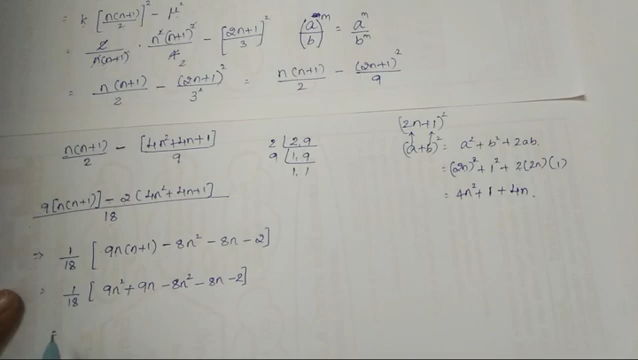 = k [n(n+1)/2]² - μ²
= 2/n(n+1) · n²(n+1)²/4 2 - [2n+1/3]²
(a/b)^m = a^m/b^m
= n(n+1)/2 - (2n+1)²/3² = n(n+1)/2 - (2n+1)²/9
n(n+1)/2 - [4n²+4n+1]/9
2 | 2,9
9 | 1,9
1,1
9[n(n+1)] - 2(4n²+4n+1)/18
⇒ 1/18 [ 9n(n+1) - 8n² - 8n - 2]
= 1/18 [ 9n² + 9n - 8n² - 8n - 2]
(2n+1)²
(a+b)² = a² + b² + 2ab.
= (2n)² + 1² + 2(2n)(1)
= 4n² + 1 + 4n.